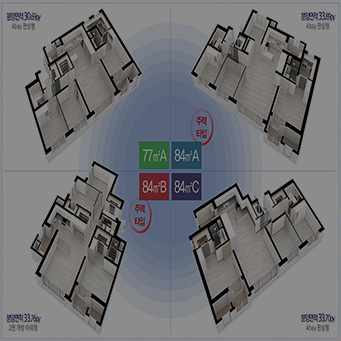 분양면적 30.69py
4bay 판상형
분양면적 33.89py
4bay 판상형
주력
타입
77㎡A
84㎡A
84㎡B
84㎡C
주력
타입
분양면적 33.76py
2면 개방 타워형
분양면적 33.70py
4bay 판상형